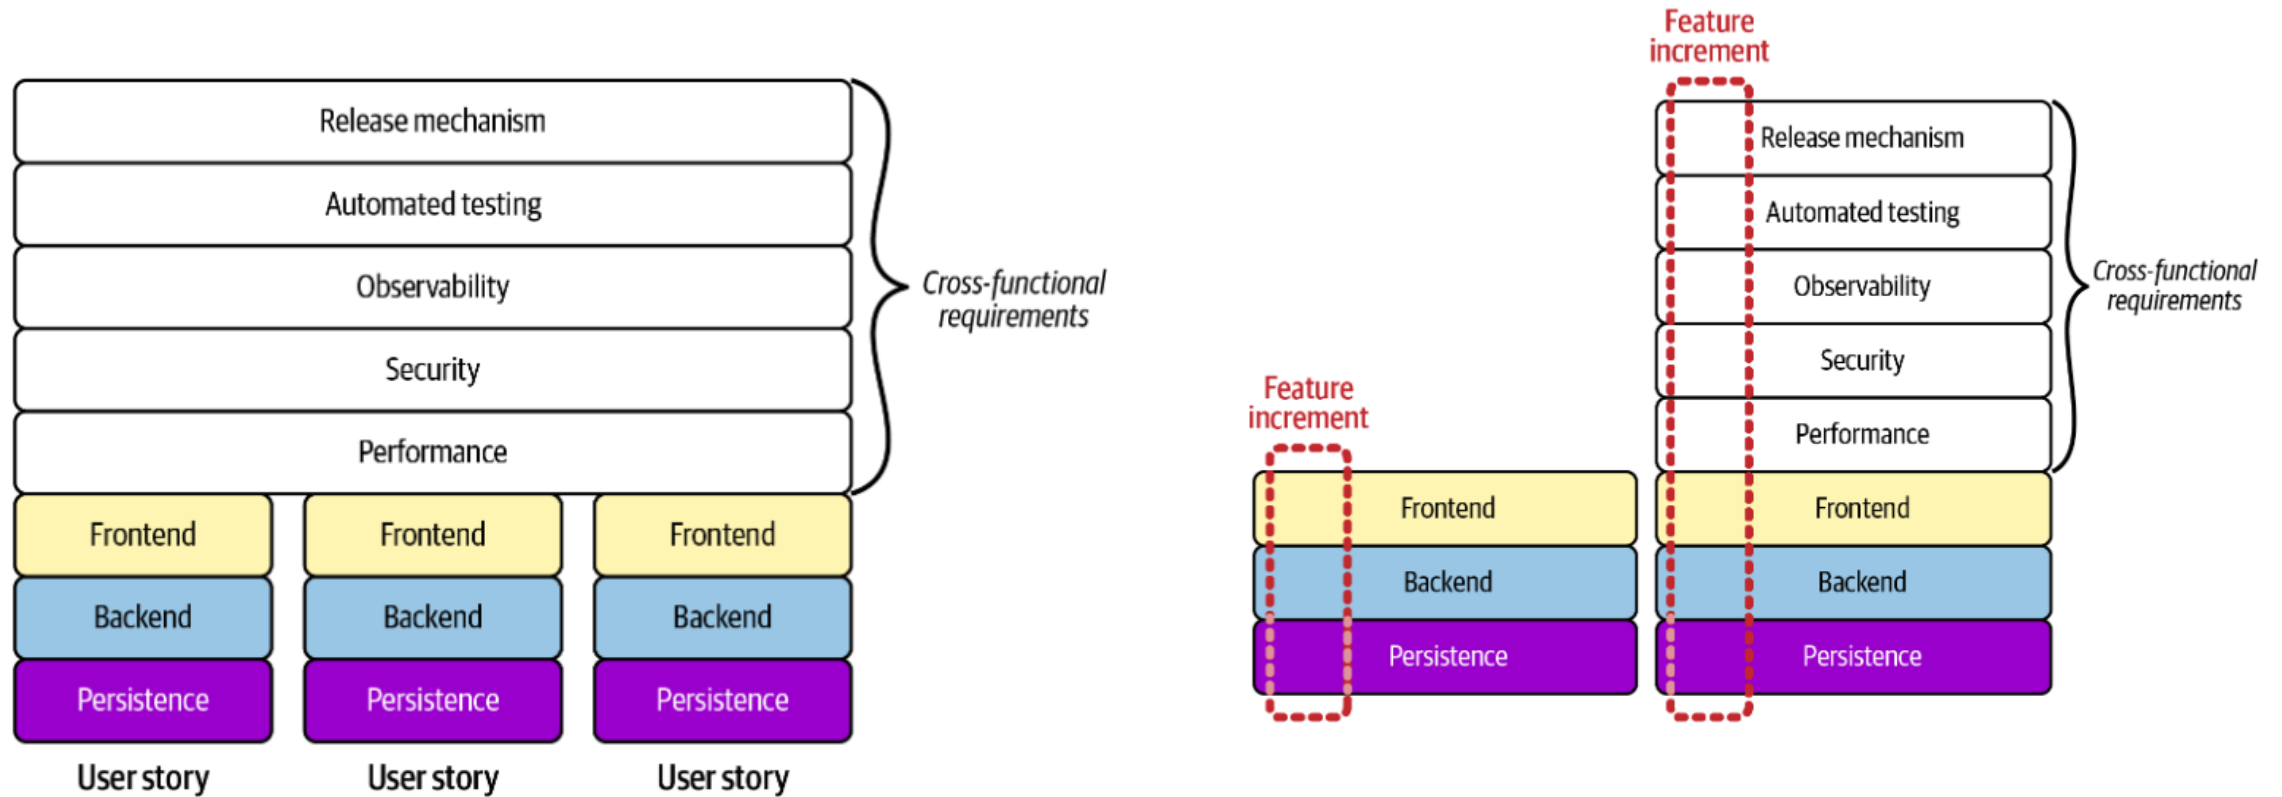 Release mechanism
Automated testing
Observability
Security
Performance
Cross-functional
requirements
Frontend
Frontend
Frontend
Backend
Backend
Backend
Persistence
Persistence
Persistence
User story
User story
User story
Feature
increment
Frontend
Backend
Persistence
Feature
increment
Release mechanism
Automated testing
Observability
Security
Performance
Cross-functional
requirements
Frontend
Backend
Persistence